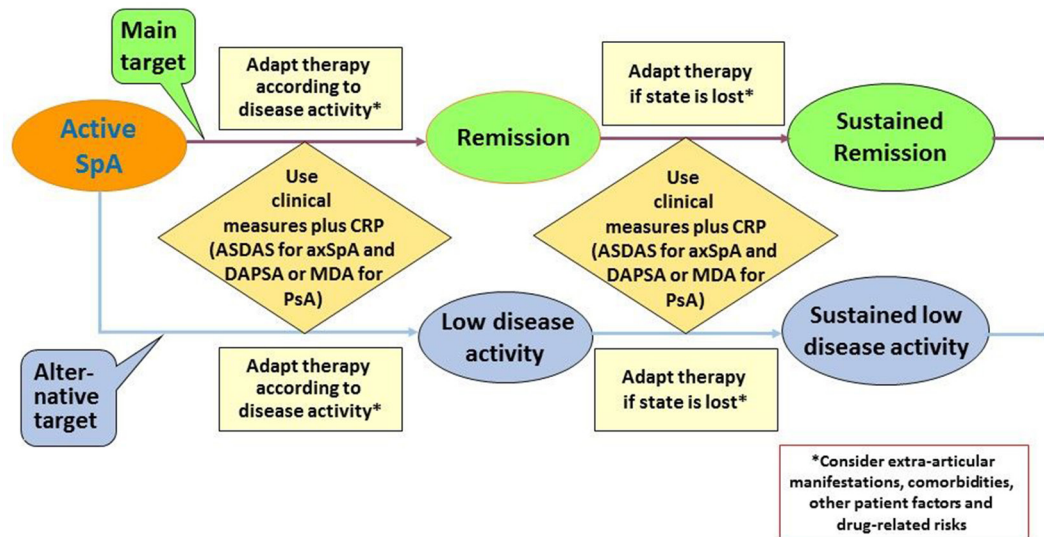 Main
target
Adapt therapy
according to
disease activity*
Adapt therapy
if state is lost*
Active
SpA
Remission
Sustained
Remission
Use
clinical
measures plus CRP
(ASDAS for axSpA and
DAPSA or MDA for
PsA)
Use
clinical
measures plus CRP
(ASDAS for axSpA and
DAPSA or MDA for
PsA)
Low disease
activity
Sustained low
disease activity
Alter-
native
target
Adapt therapy
according to
disease activity*
Adapt therapy
if state is lost*
*Consider extra-articular
manifestations, comorbidities,
other patient factors and
drug-related risks